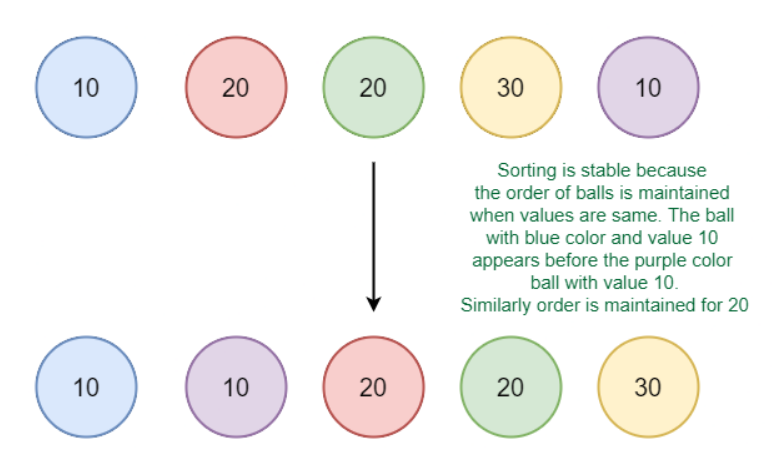 10 20 20 30 10
Sorting is stable because
the order of balls is maintained
when values are same. The ball
with blue color and value 10
appears before the purple color
ball with value 10.
Similarly order is maintained for 20
10 10 20 20 30